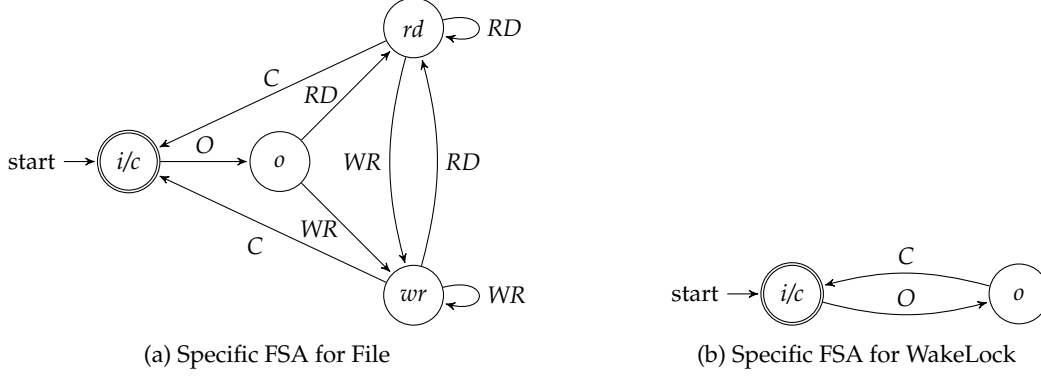 rd
RD
C
RD
start
i/c
O
o
WR
RD
C
WR
wr
WR
(a) Specific FSA for File
C
start
i/c
o
O
(b) Specific FSA for WakeLock